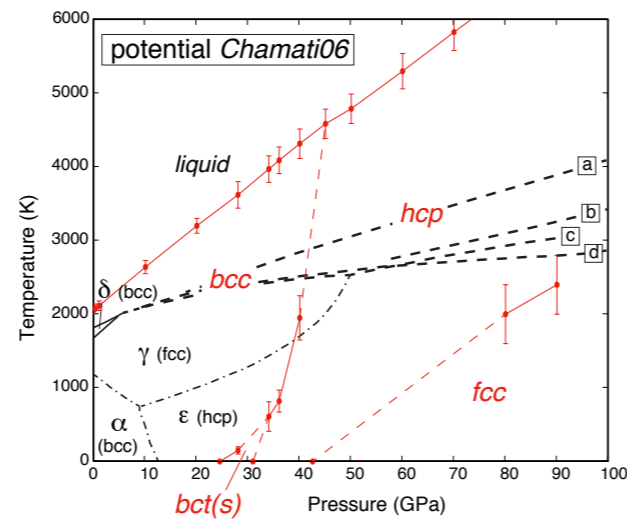 potential Chamati06
6000
5000
4000
3000
2000
1000
0
Temperature (K)
liquid
a
hcp
b
bcc
c
d
δ (bcc)
γ (fcc)
fcc
α
(bcc)
ε (hcp)
0 10 20 30 40 50 60 70 80 90 100
bct(s)
Pressure (GPa)